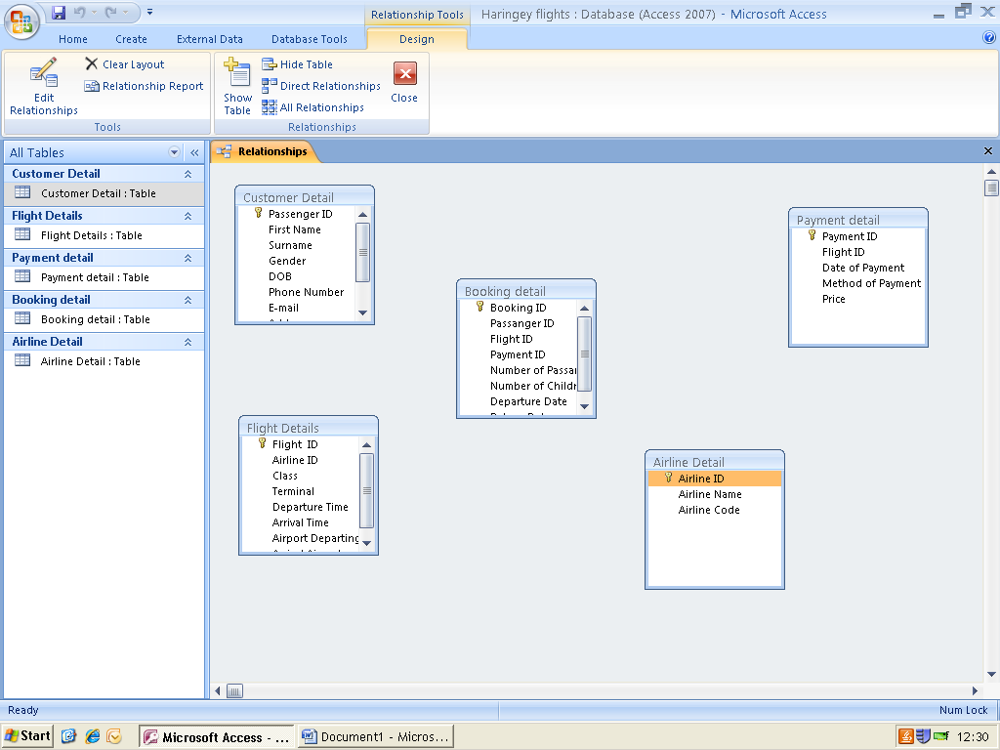 Relationship Tools
Haringey flights : Database (Access 2007) - Microsoft Access
Home Create External Data Database Tools Design
Edit Relationships
Clear Layout
Relationship Report
Tools
Show Table
Hide Table
Direct Relationships
All Relationships
Close
Relationships
All Tables
Customer Detail
Customer Detail : Table
Flight Details
Flight Details : Table
Payment detail
Payment detail : Table
Booking detail
Booking detail : Table
Airline Detail
Airline Detail : Table
Relationships
Customer Detail
Passenger ID
First Name
Surname
Gender
DOB
Phone Number
E-mail
Booking detail
Booking ID
Passanger ID
Flight ID
Payment ID
Number of Passa
Number of Childr
Departure Date
Payment detail
Payment ID
Flight ID
Date of Payment
Method of Payment
Price
Flight Details
Flight ID
Airline ID
Class
Terminal
Departure Time
Arrival Time
Airport Departing
Airline Detail
Airline ID
Airline Name
Airline Code
Ready
Num Lock
Start
Microsoft Access - ...
Document1 - Micros...
12:30